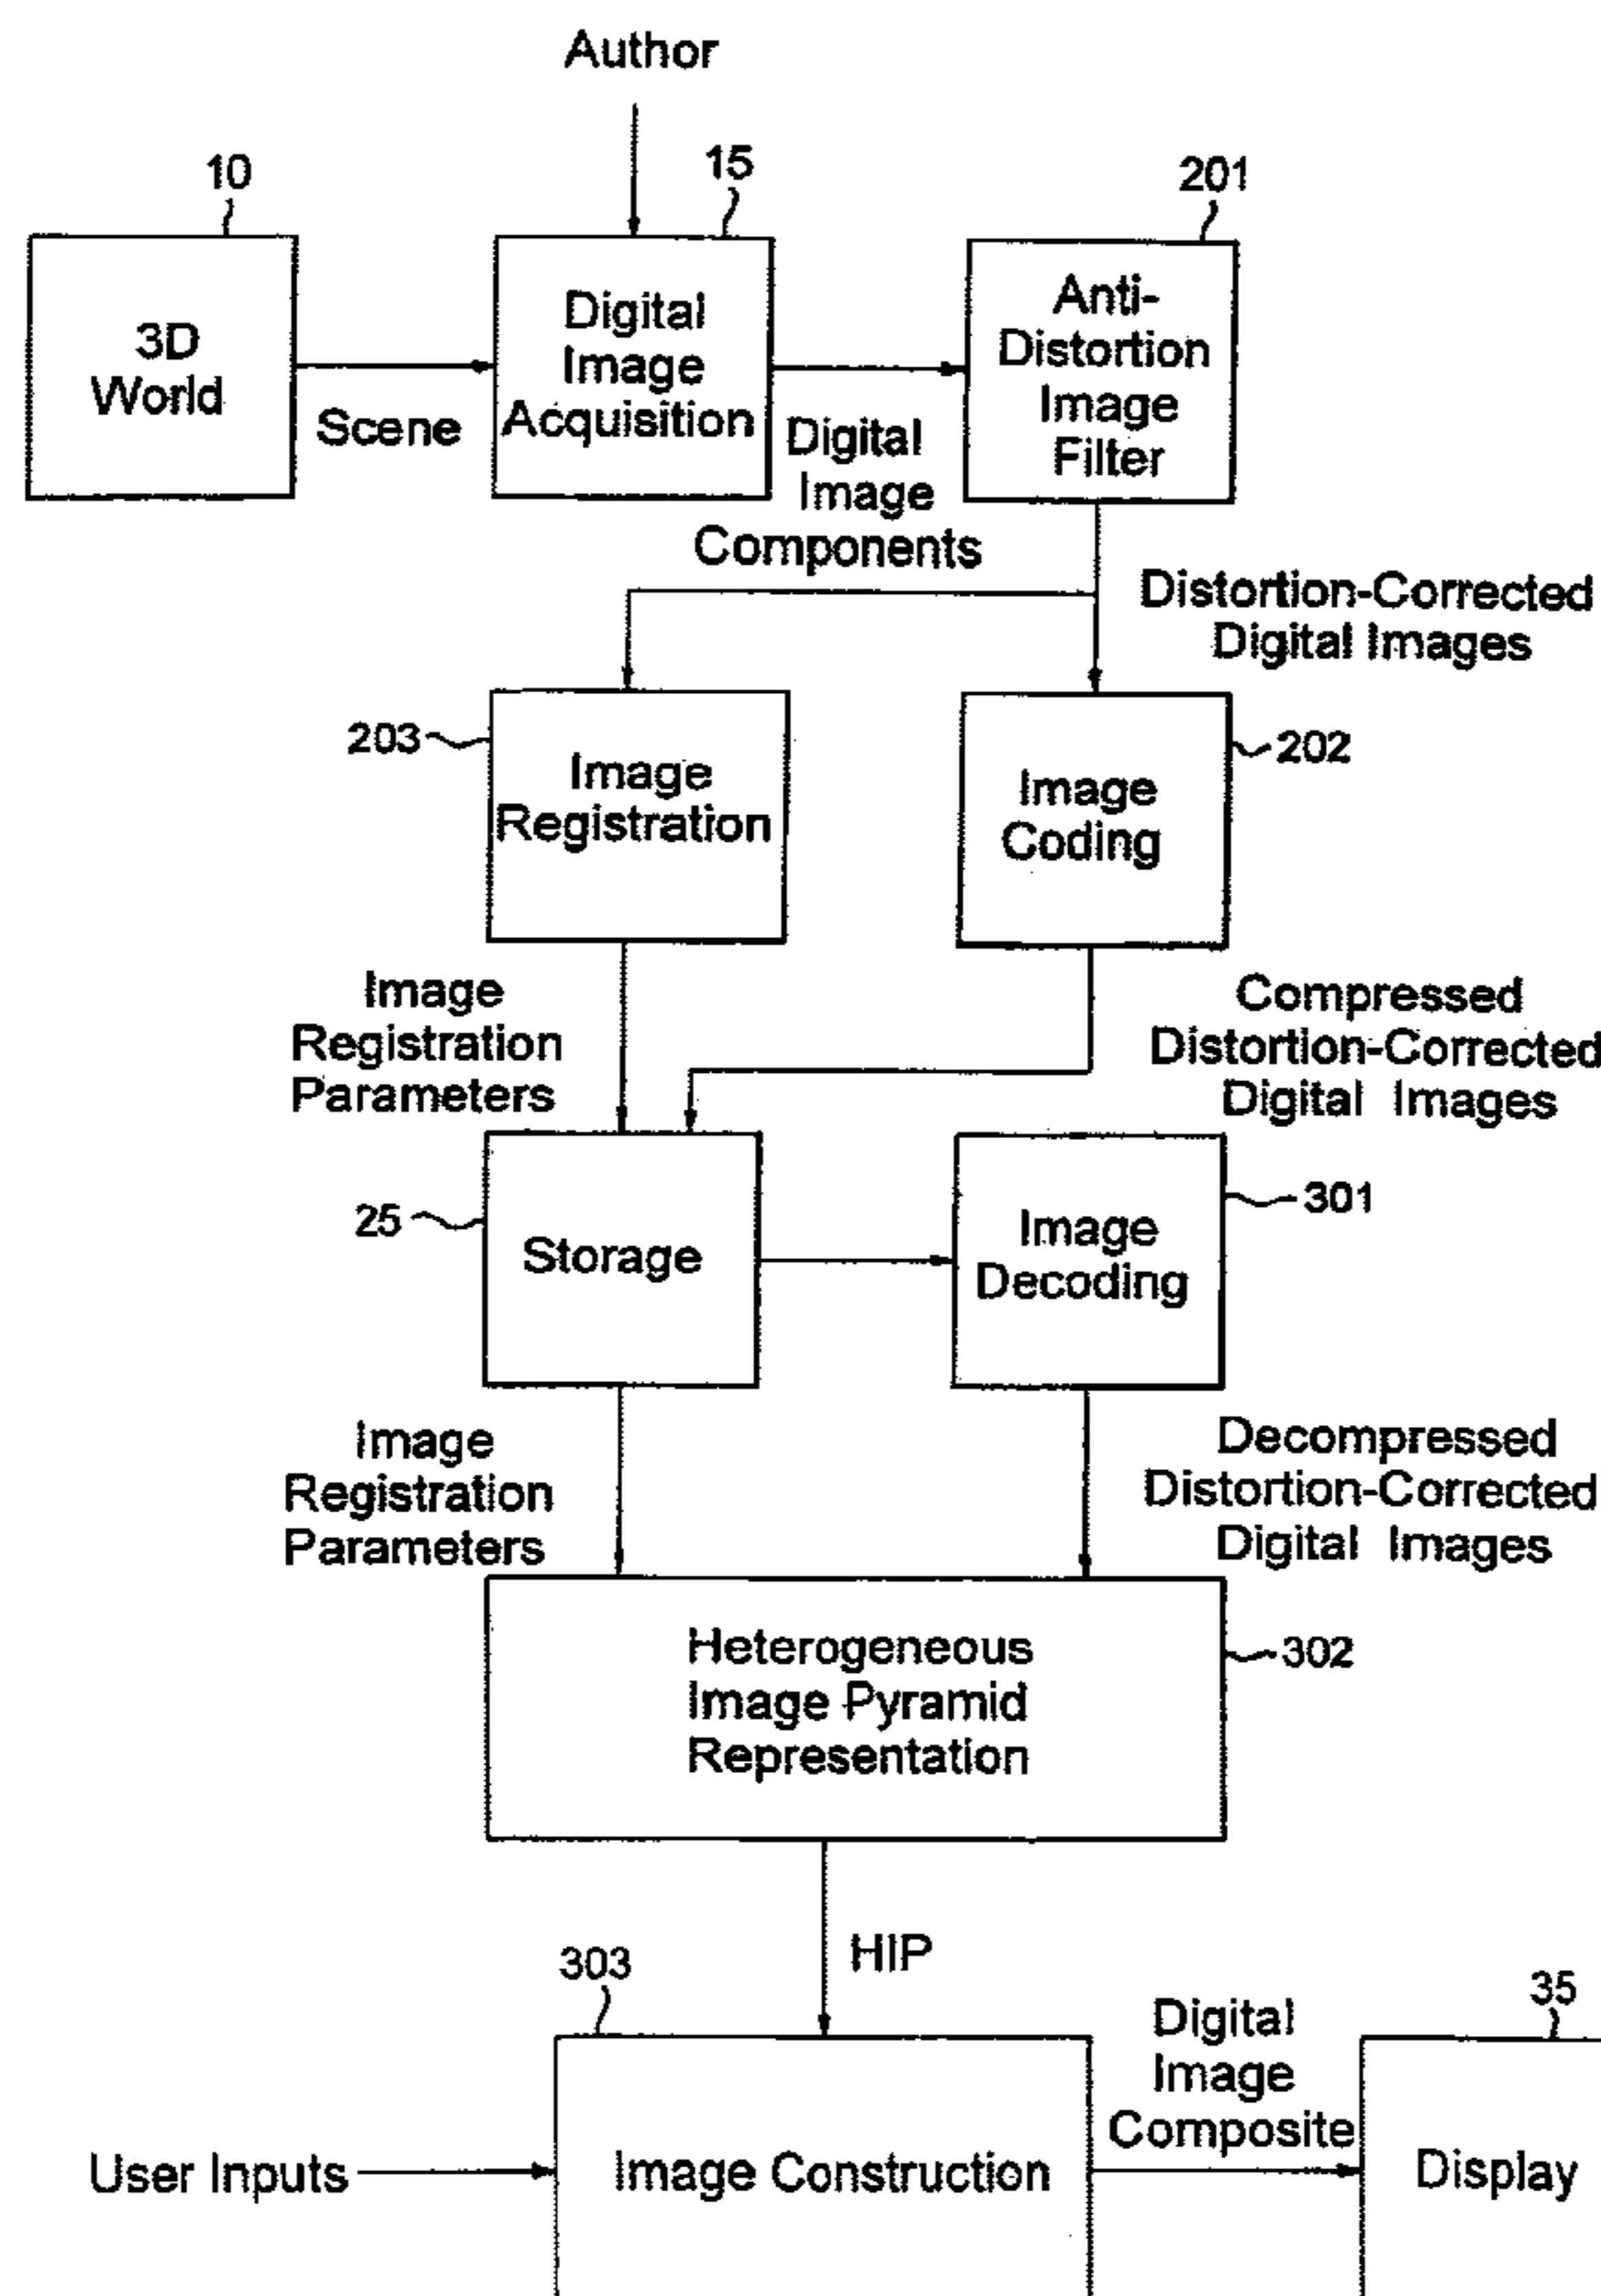 Author
10
15
201
3D
World
Scene
Digital
Image
Acquisition
Digital
Image
Components
Anti-
Distortion
Image
Filter
Distortion-Corrected
Digital Images
203
Image
Registration
Image
Coding
202
Image
Registration
Parameters
Compressed
Distortion-Corrected
Digital Images
25
Storage
Image
Decoding
301
Image
Registration
Parameters
Decompressed
Distortion-Corrected
Digital Images
Heterogeneous
Image Pyramid
Representation
302
HIP
303
35
Digital
Image
Composite
User Inputs
Image Construction
Display